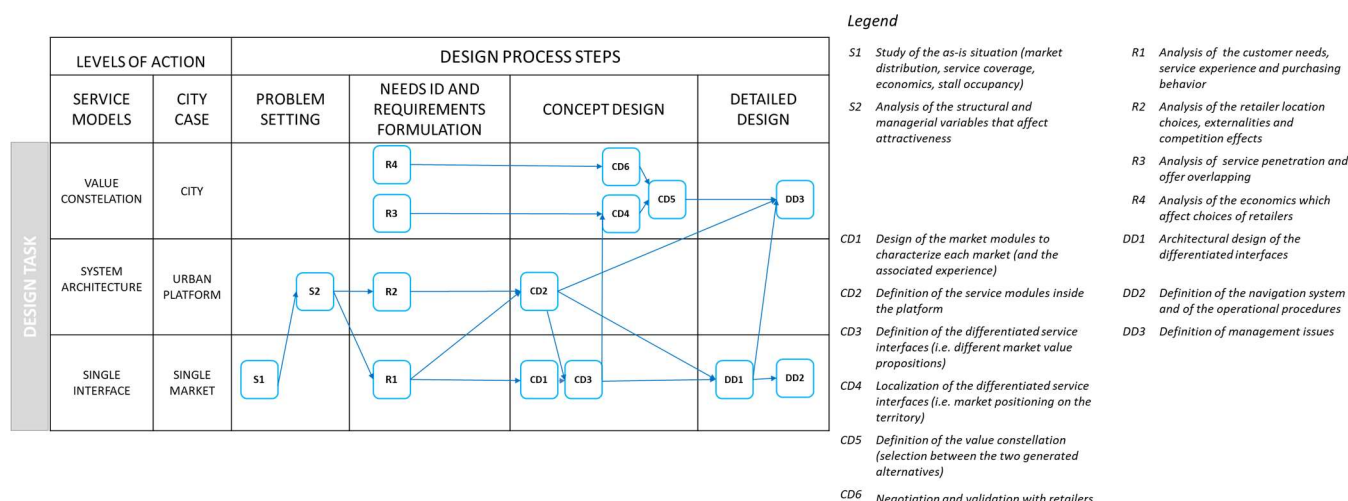 Legend
LEVELS OF ACTION
DESIGN PROCESS STEPS
SERVICE
MODELS
CITY
CASE
PROBLEM
SETTING
NEEDS ID AND
REQUIREMENTS
FORMULATION
CONCEPT DESIGN
DETAILED
DESIGN
DESIGN TASK
VALUE
CONSTELATION
CITY
R4
CD6
R3
CD4
CD5
DD3
SYSTEM
ARCHITECTURE
URBAN
PLATFORM
S2
R2
CD2
SINGLE
INTERFACE
SINGLE
MARKET
S1
R1
CD1
CD3
DD1
DD2
S1 Study of the as-is situation (market
distribution, service coverage,
economics, stall occupancy)
S2 Analysis of the structural and
managerial variables that affect
attractiveness
R1 Analysis of the customer needs,
service experience and purchasing
behavior
R2 Analysis of the retailer location
choices, externalities and
competition effects
R3 Analysis of service penetration and
offer overlapping
R4 Analysis of the economics which
affect choices of retailers
CD1 Design of the market modules to
characterize each market (and the
associated experience)
CD2 Definition of the service modules inside
the platform
CD3 Definition of the differentiated service
interfaces (i.e. different market value
propositions)
CD4 Localization of the differentiated service
interfaces (i.e. market positioning on the
territory)
CD5 Definition of the value constellation
(selection between the two generated
alternatives)
CD6 Negotiation and validation with retailers
DD1 Architectural design of the
differentiated interfaces
DD2 Definition of the navigation system
and of the operational procedures
DD3 Definition of management issues